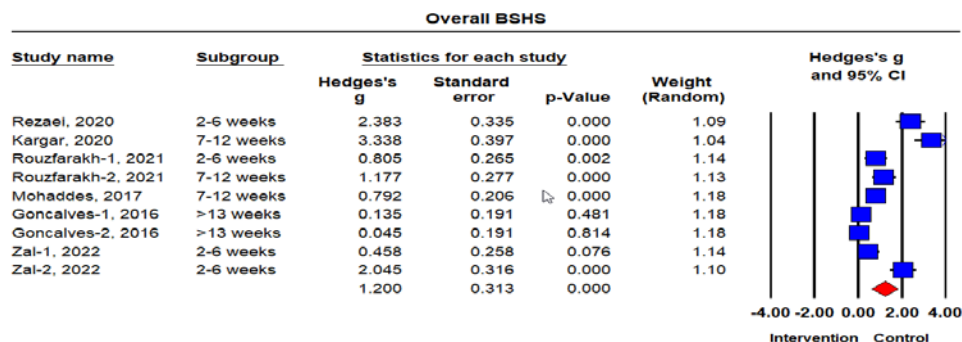 Overall BSHS
Study name Subgroup Statistics for each study Hedges's g
and 95% CI
Hedges's
g Standard
error p-Value Weight
(Random)
Rezaei, 2020 2-6 weeks 2.383 0.335 0.000 1.09
Kargar, 2020 7-12 weeks 3.338 0.397 0.000 1.04
Rouzfarakh-1, 2021 2-6 weeks 0.805 0.265 0.002 1.14
Rouzfarakh-2, 2021 7-12 weeks 1.177 0.277 0.000 1.13
Mohaddes, 2017 7-12 weeks 0.792 0.206 0.000 1.18
Goncalves-1, 2016 >13 weeks 0.135 0.191 0.481 1.18
Goncalves-2, 2016 >13 weeks 0.045 0.191 0.814 1.18
Zal-1, 2022 2-6 weeks 0.458 0.258 0.076 1.14
Zal-2, 2022 2-6 weeks 2.045 0.316 0.000 1.10
1.200 0.313 0.000
-4.00 -2.00 0.00 2.00 4.00
Intervention Control